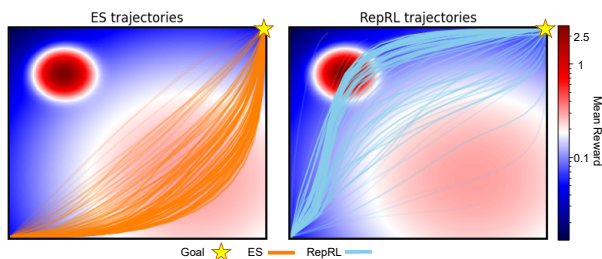 ES trajectories
RepRL trajectories
2.5
1
0.1
Mean Reward
Goal
ES
RepRL